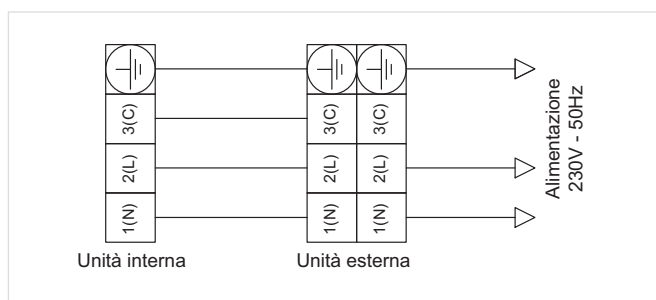 3(C)
3(C)
3(C)
2(L)
2(L)
2(L)
1(N)
1(N)
1(N)
Alimentazione
230V - 50Hz
Unità interna
Unità esterna